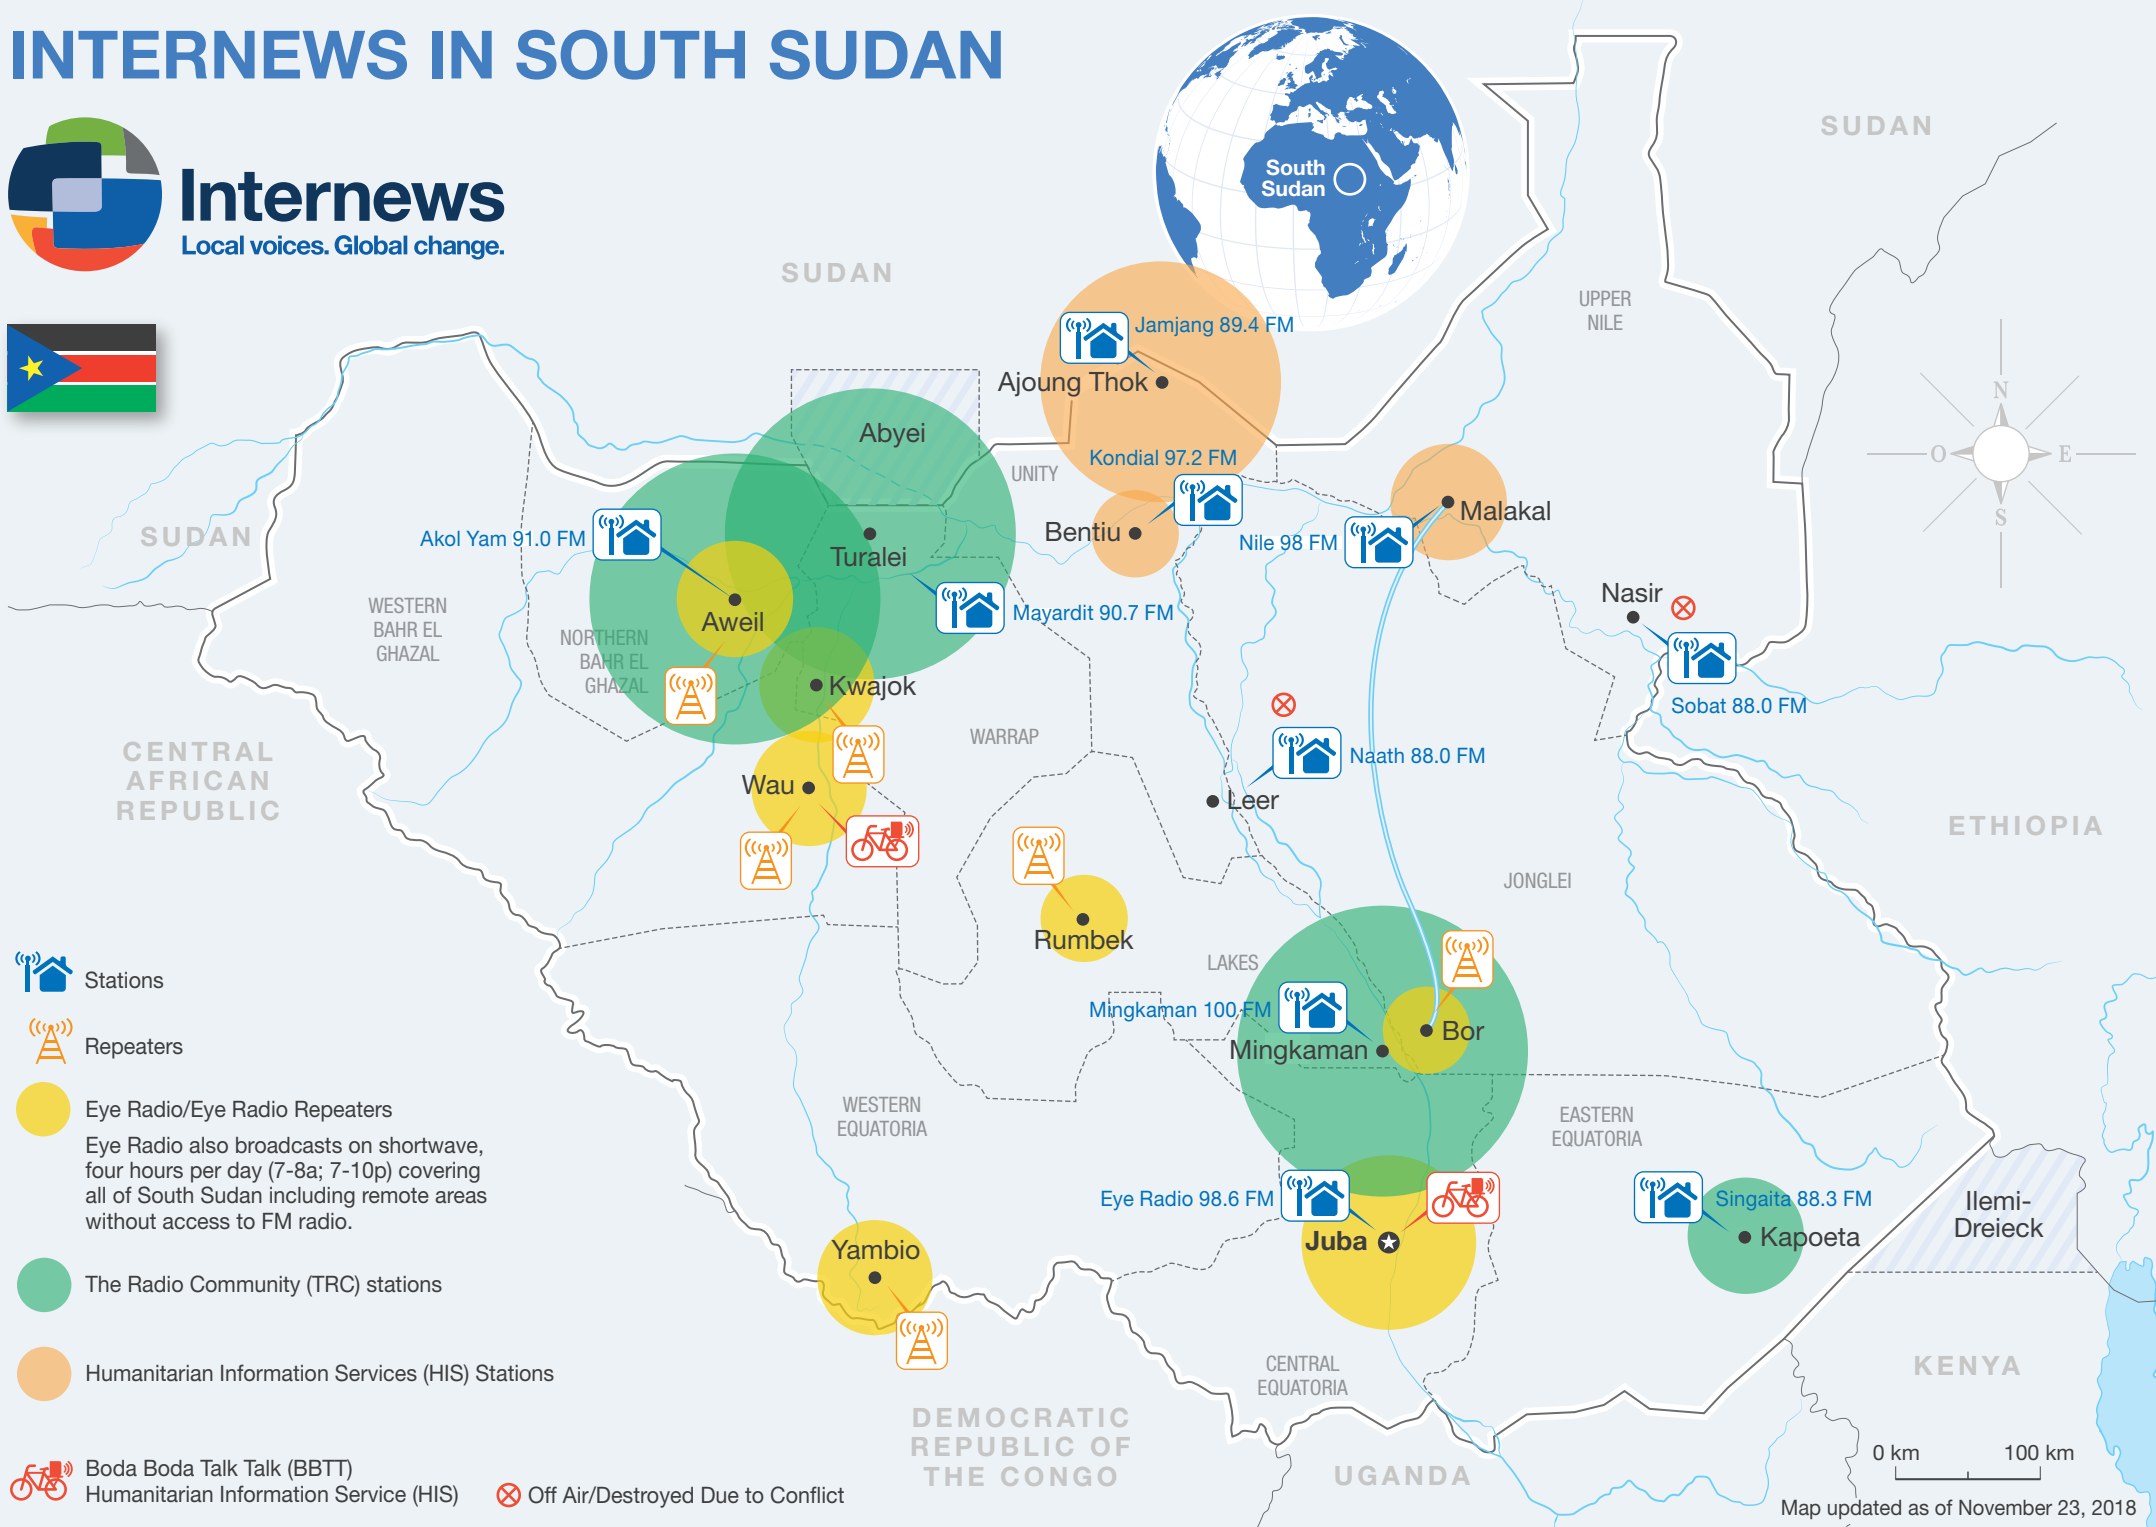 INTERNEWS IN SOUTH SUDAN
Internews
Local voices. Global change.
South
Sudan
SUDAN
SUDAN
UPPER
NILE
Jamjang 89.4 FM
Ajoung Thok
N
O
E
S
Abyei
UNITY
Kondial 97.2 FM
Bentiu
Malakal
Nile 98 FM
SUDAN
Akol Yam 91.0 FM
Turalei
Mayardit 90.7 FM
Aweil
Nasir
Sobat 88.0 FM
WESTERN
BAHR EL
GHAZAL
NORTHERN
BAHR EL
GHAZAL
Kwajok
WARRAP
Naath 88.0 FM
Leer
CENTRAL
AFRICAN
REPUBLIC
Wau
ETHIOPIA
JONGLEI
Rumbek
LAKES
Mingkaman 100 FM
Mingkaman
Bor
WESTERN
EQUATORIA
EASTERN
EQUATORIA
Eye Radio 98.6 FM
Juba
Singaita 88.3 FM
Kapoeta
Ilemi-
Dreieck
Yambio
CENTRAL
EQUATORIA
KENYA
DEMOCRATIC
REPUBLIC OF
THE CONGO
UGANDA
Stations
Repeaters
Eye Radio/Eye Radio Repeaters
Eye Radio also broadcasts on shortwave,
four hours per day (7-8a; 7-10p) covering
all of South Sudan including remote areas
without access to FM radio.
The Radio Community (TRC) stations
Humanitarian Information Services (HIS) Stations
Boda Boda Talk Talk (BBTT)
Humanitarian Information Service (HIS)
Off Air/Destroyed Due to Conflict
0 km 100 km
Map updated as of November 23, 2018